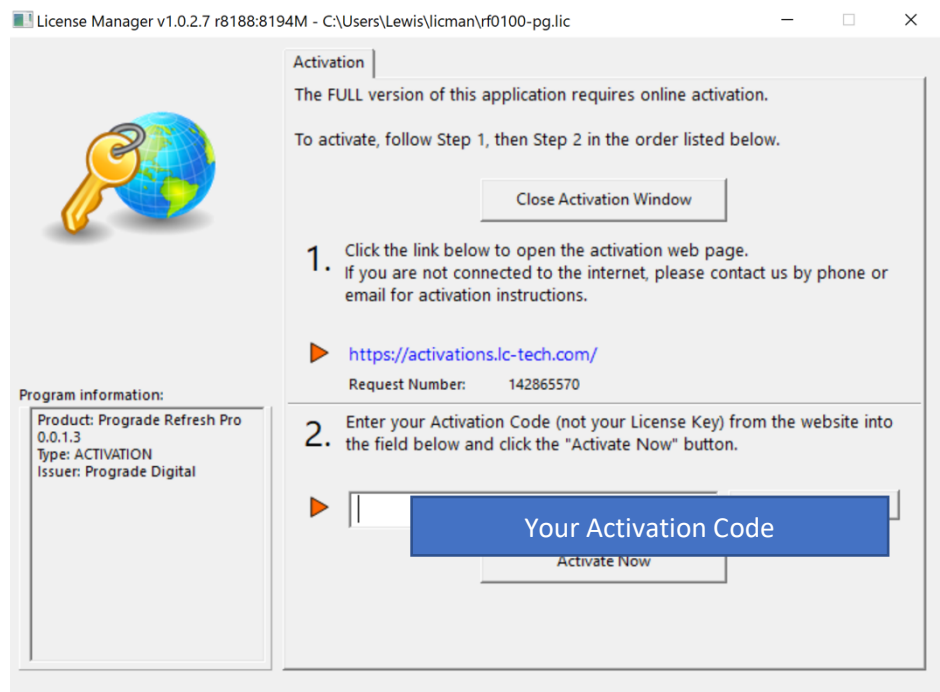 License Manager v1.0.2.7 r8188:8194M - C:\Users\Lewis\licman\rf0100-pg.lic
Activation
The FULL version of this application requires online activation.
To activate, follow Step 1, then Step 2 in the order listed below.
Close Activation Window
1. Click the link below to open the activation web page.
If you are not connected to the internet, please contact us by phone or
email for activation instructions.
https://activations.lc-tech.com/
Request Number: 142865570
Program information:
Product: Prograde Refresh Pro
0.0.1.3
Type: ACTIVATION
Issuer: Prograde Digital
2. Enter your Activation Code (not your License Key) from the website into
the field below and click the "Activate Now" button.
Your Activation Code
Activate Now